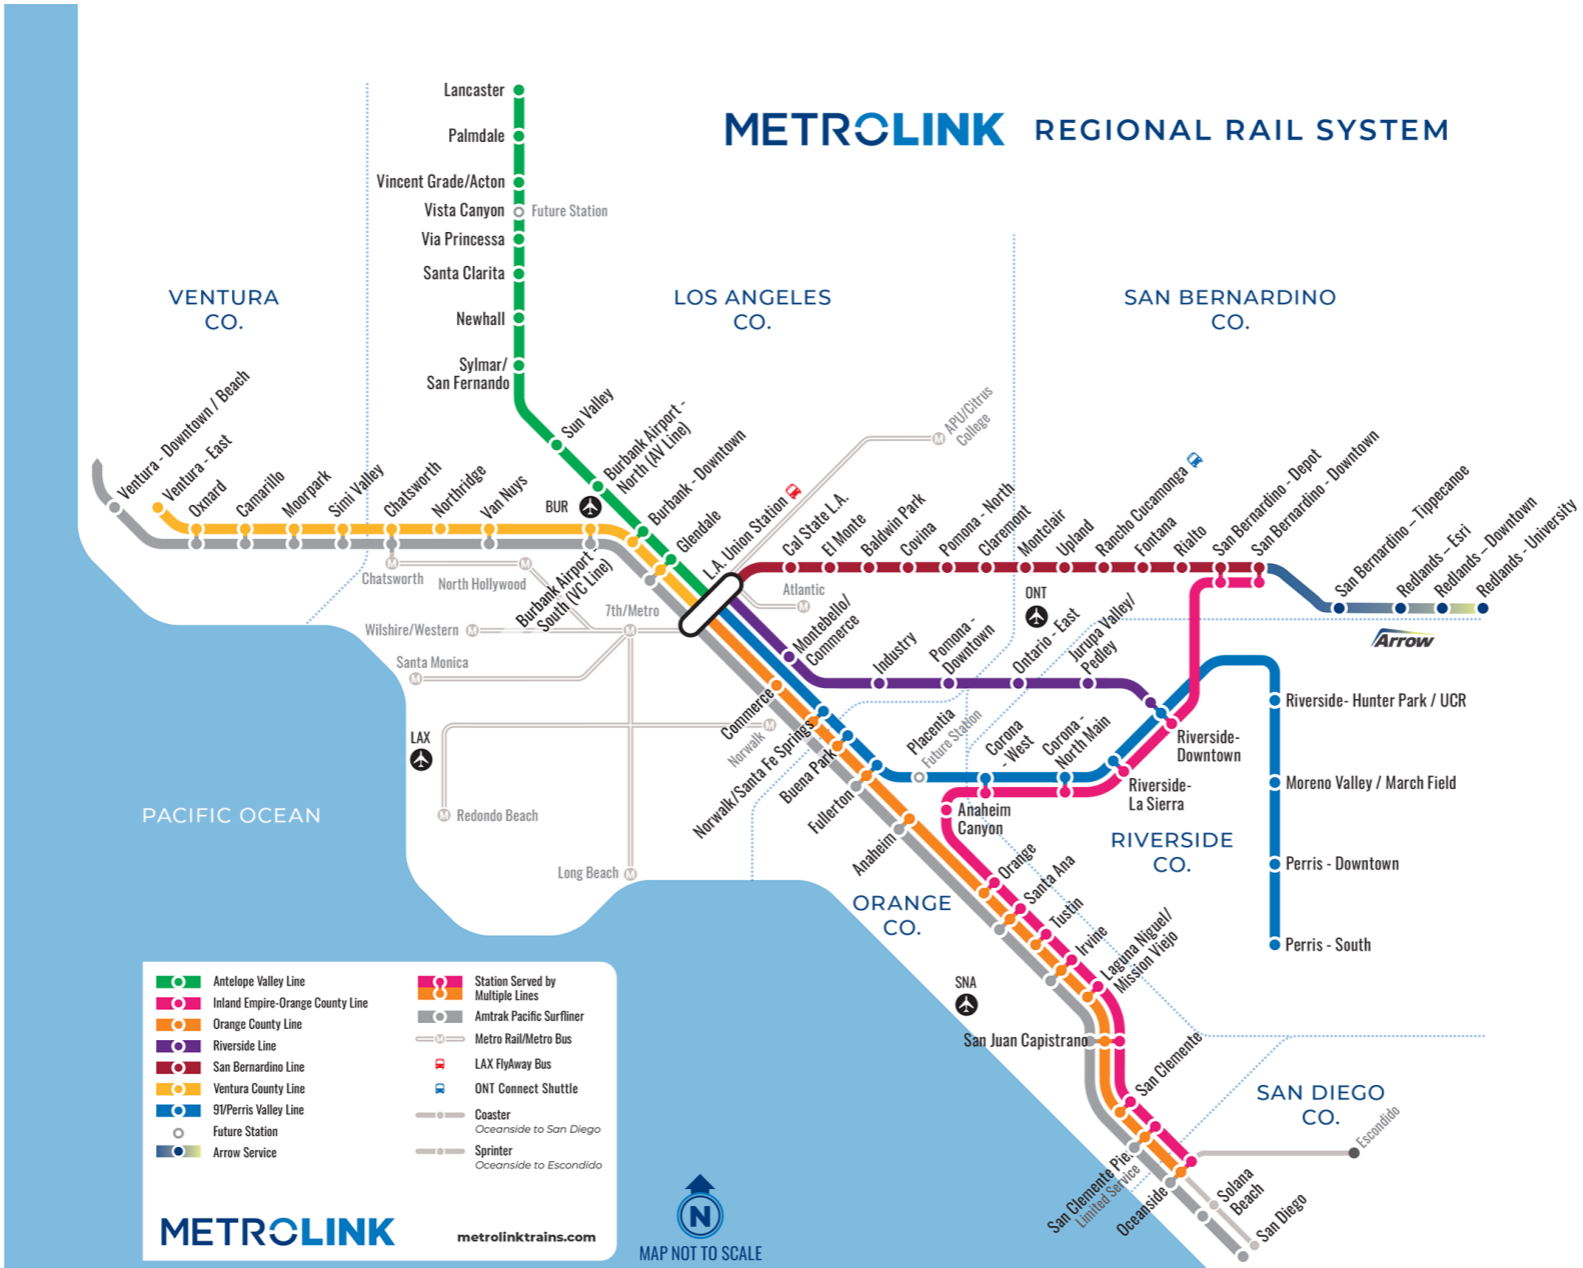 METROLINK REGIONAL RAIL SYSTEM
Lancaster
Palmdale
Vincent Grade/Acton
Vista Canyon
Future Station
Via Princessa
Santa Clarita
Newhall
Sylmar/
San Fernando
VENTURA
CO.
LOS ANGELES
CO.
SAN BERNARDINO
CO.
Sun Valley
Burbank Airport -
North (AV Line)
Burbank - Downtown
Glendale
L.A. Union Station
BUR
Ventura - Downtown / Beach
Ventura - East
Oxnard
Camarillo
Moorpark
Simi Valley
Chatsworth
Northridge
Van Nuys
Burbank Airport -
South (VC Line)
M
APU/Citrus
College
Cal State L.A.
El Monte
Baldwin Park
Covina
Pomona - North
Claremont
Montclair
Upland
Rancho Cucamonga
Fontana
Rialto
San Bernardino - Depot
San Bernardino - Downtown
San Bernardino – Tippecanoe
Redlands – Esri
Redlands – Downtown
Redlands - University
Arrow
M
Chatsworth
M
North Hollywood
Wilshire/Western M
7th/Metro
M
Santa Monica
M
Atlantic
M
ONT
Montebello/
Commerce
Industry
Pomona -
Downtown
Ontario - East
Jurupa Valley/
Pedley
Riverside-
Downtown
Riverside- Hunter Park / UCR
Moreno Valley / March Field
Perris - Downtown
Perris - South
LAX
Commerce
Norwalk
M
Norwalk/Santa Fe Springs
Buena Park
Fullerton
Anaheim
Placentia
Future Station
Corona
- West
Corona -
North Main
Riverside-
La Sierra
Anaheim
Canyon
M Redondo Beach
Long Beach M
PACIFIC OCEAN
RIVERSIDE
CO.
ORANGE
CO.
Orange
Santa Ana
Tustin
Irvine
Laguna Niguel/
Mission Viejo
SNA
San Juan Capistrano
San Clemente
San Clemente Pie
Limited Service
Oceanside
SAN DIEGO
CO.
Escondido
Solana
Beach
San Diego
Antelope Valley Line
Inland Empire-Orange County Line
Orange County Line
Riverside Line
San Bernardino Line
Ventura County Line
91/Perris Valley Line
Future Station
Arrow Service
Station Served by
Multiple Lines
Amtrak Pacific Surfliner
M
Metro Rail/Metro Bus
LAX FlyAway Bus
ONT Connect Shuttle
Coaster
Oceanside to San Diego
Sprinter
Oceanside to Escondido
METROLINK
metrolinktrains.com
N
MAP NOT TO SCALE